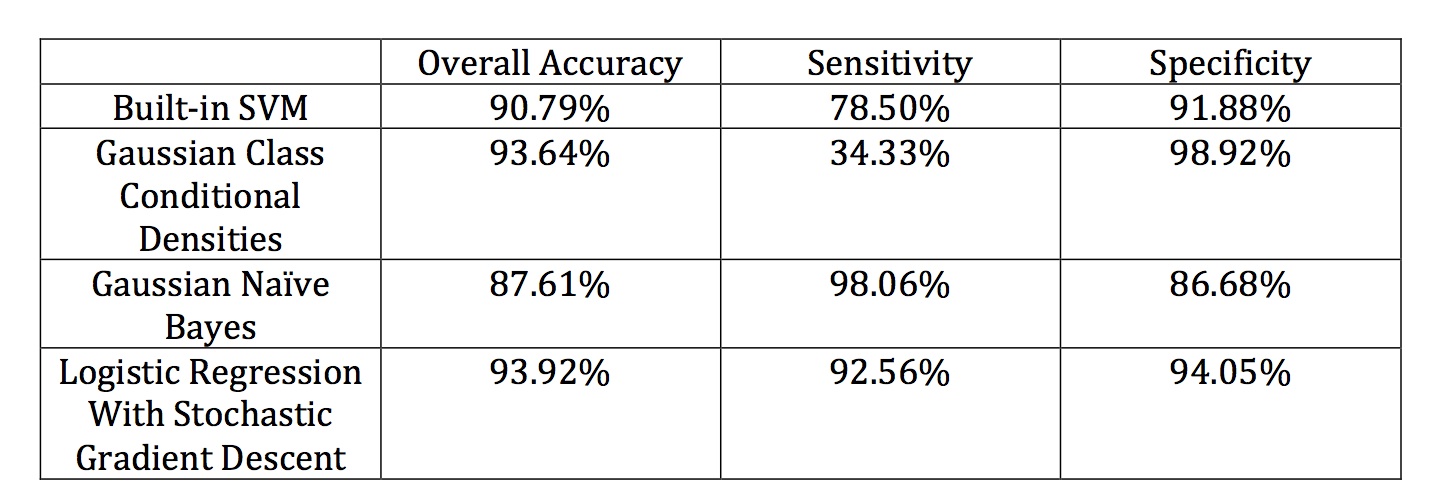 Overall Accuracy Sensitivity Specificity
Built-in SVM 90.79% 78.50% 91.88%
Gaussian Class 93.64% 34.33% 98.92%
Conditional
Densities
Gaussian Naïve 87.61% 98.06% 86.68%
Bayes
Logistic Regression 93.92% 92.56% 94.05%
With Stochastic
Gradient Descent